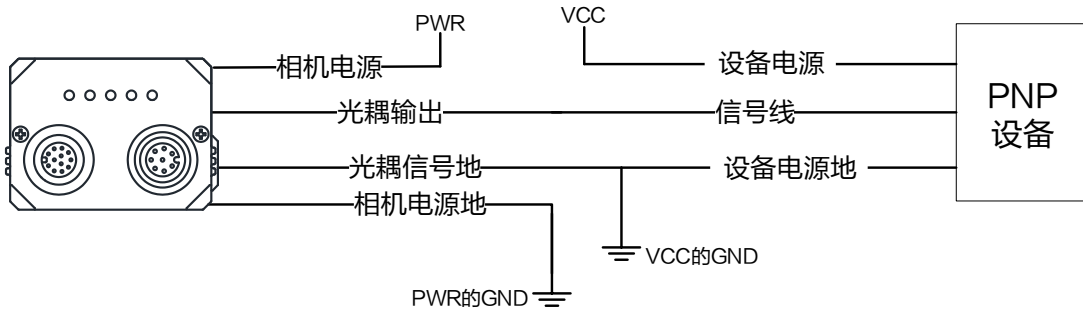 PWR
VCC
相机电源
设备电源
光耦输出
信号线
PNP
设备
光耦信号地
设备电源地
相机电源地
VCC的GND
PWR的GND